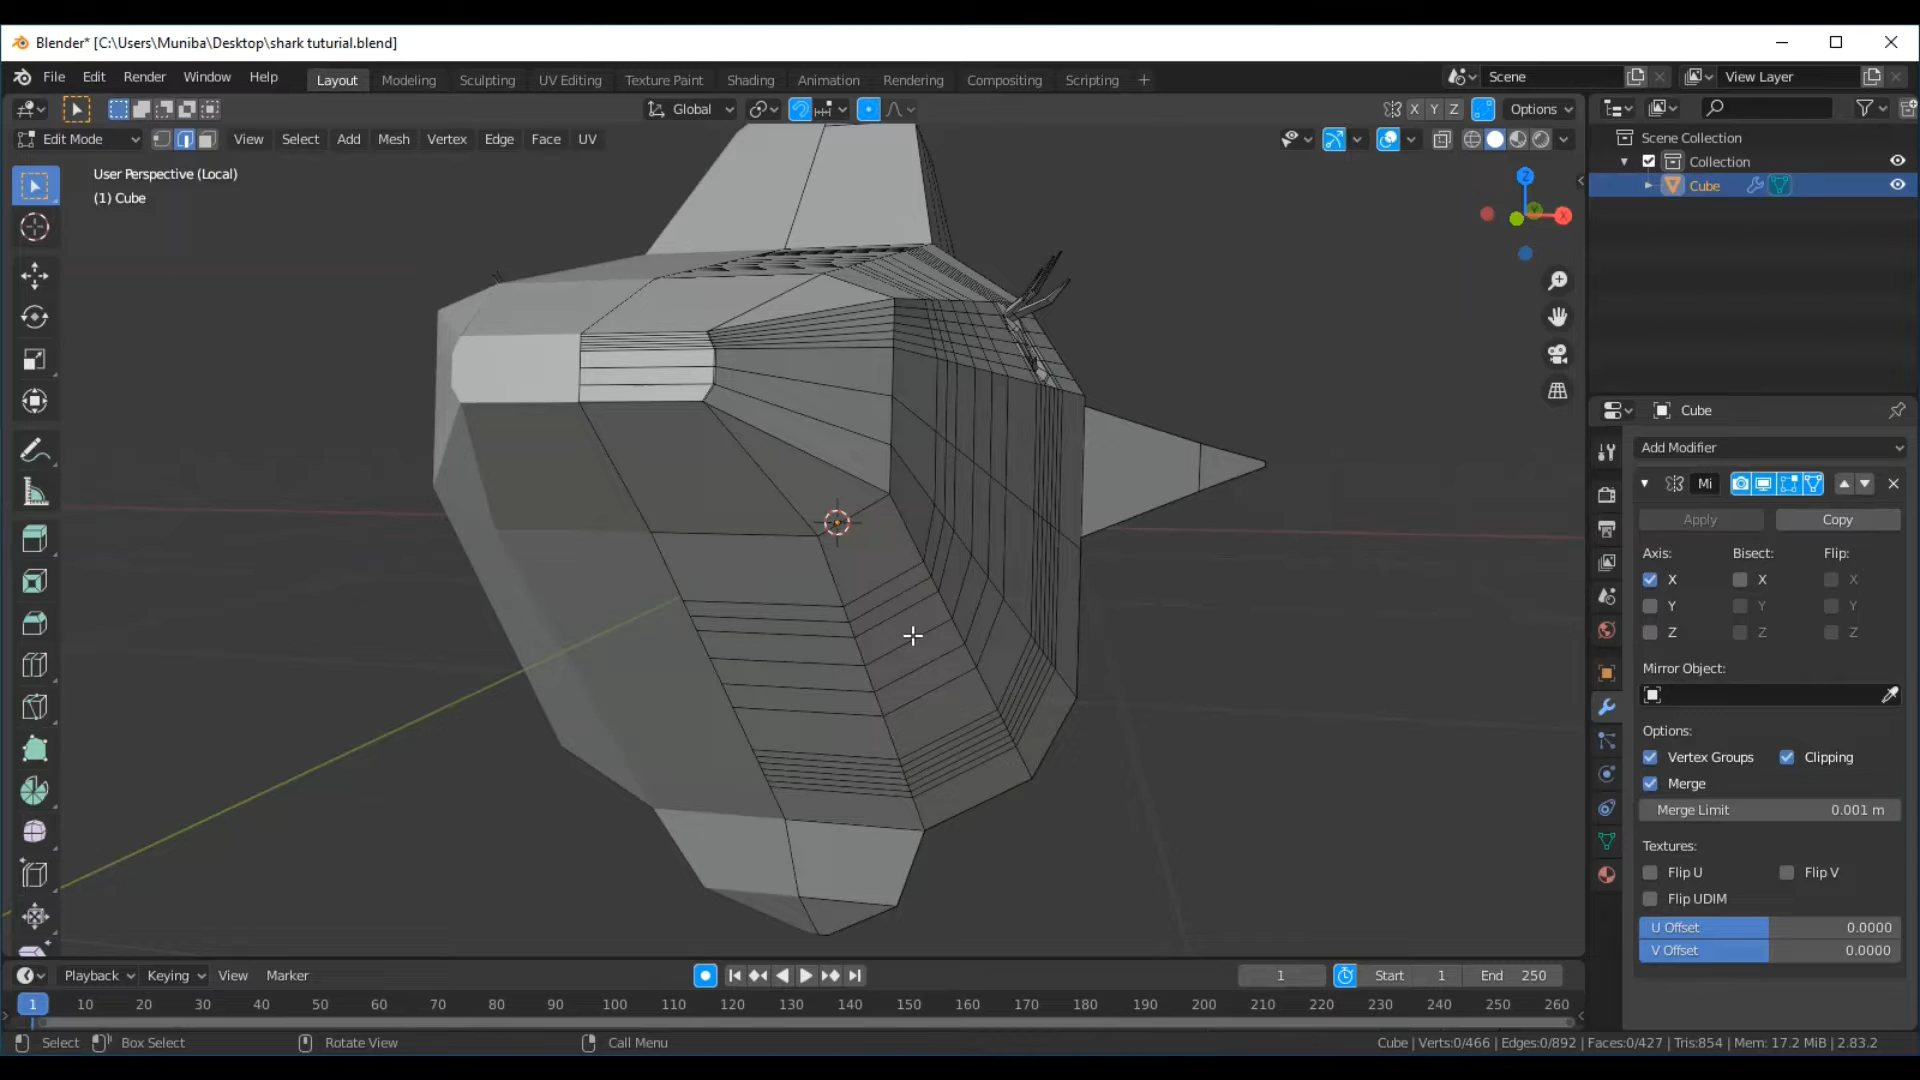 Blender* [C:\Users\Muniba\Desktop\shark tuturial.blend]
File Edit Render Window Help Layout Modeling Sculpting UV Editing Texture Paint Shading Animation Rendering Compositing Scripting + Scene View Layer
Global X Y Z Options
Edit Mode View Select Add Mesh Vertex Edge Face UV
User Perspective (Local)
(1) Cube
Z
Y
X
Scene Collection
Collection
Cube
Cube
Add Modifier
Mi
Apply Copy
Axis: Bisect: Flip:
X X X
Y Y Y
Z Z Z
Mirror Object:
Options:
Vertex Groups Clipping
Merge
Merge Limit 0.001 m
Textures:
Flip U Flip V
Flip UDIM
U Offset 0.0000
V Offset 0.0000
Playback Keying View Marker 1 Start 1 End 250
1 10 20 30 40 50 60 70 80 90 100 110 120 130 140 150 160 170 180 190 200 210 220 230 240 250 260
Select Box Select Rotate View Call Menu Cube | Verts:0/466 | Edges:0/892 | Faces:0/427 | Tris:854 | Mem: 17.2 MiB | 2.83.2